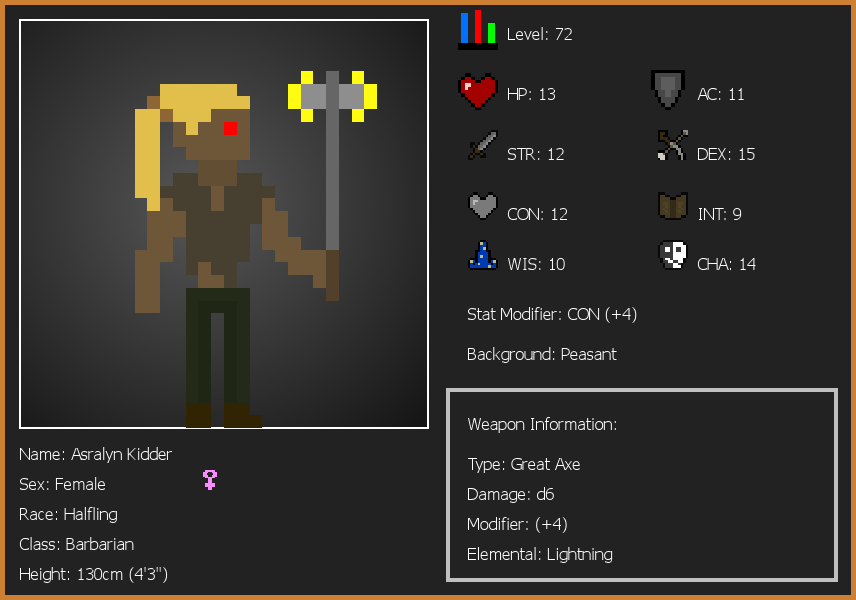 Level: 72
HP: 13
AC: 11
STR: 12
DEX: 15
CON: 12
INT: 9
WIS: 10
CHA: 14
Stat Modifier: CON (+4)
Background: Peasant
Weapon Information:
Type: Great Axe
Damage: d6
Modifier: (+4)
Elemental: Lightning
Name: Asralyn Kidder
Sex: Female
Race: Halfling
Class: Barbarian
Height: 130cm (4'3")